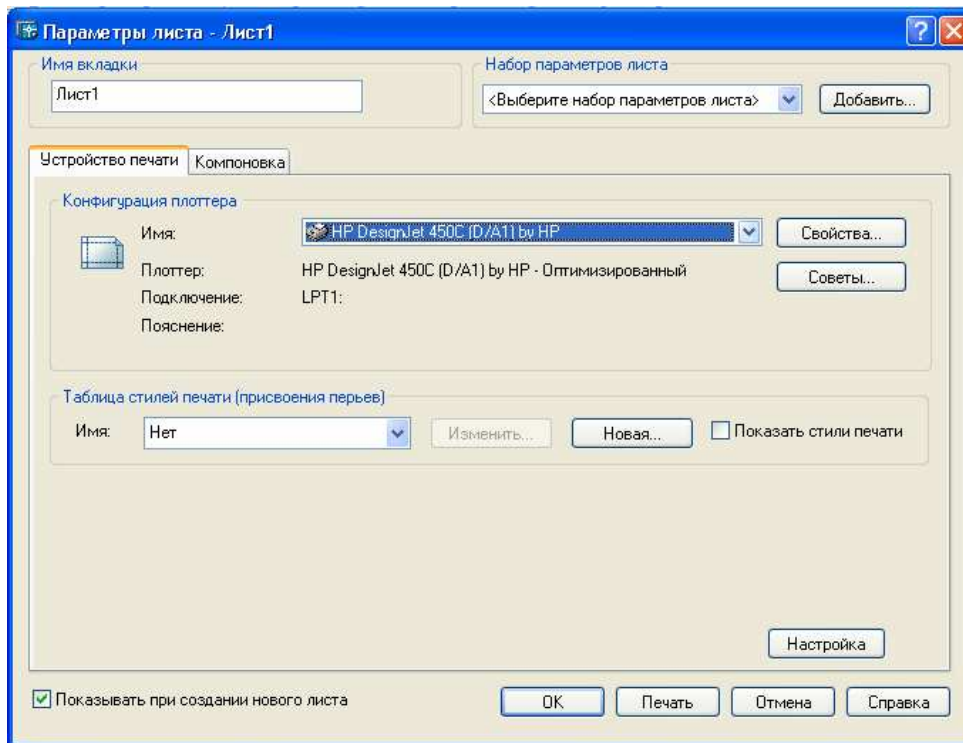 Параметры листа - Лист1
Имя вкладки
Лист1
Набор параметров листа
<Выберите набор параметров листа>
Добавить...
Устройство печати
Компоновка
Конфигурация плоттера
Имя:
HP DesignJet 450C (D/A1) by HP
Свойства...
Плоттер:
HP DesignJet 450C (D/A1) by HP - Оптимизированный
Советы...
Подключение:
LPT1:
Пояснение:
Таблица стилей печати (присвоения перьев)
Имя:
Нет
Изменить...
Новая...
Показать стили печати
Настройка
Показывать при создании нового листа
OK
Печать
Отмена
Справка